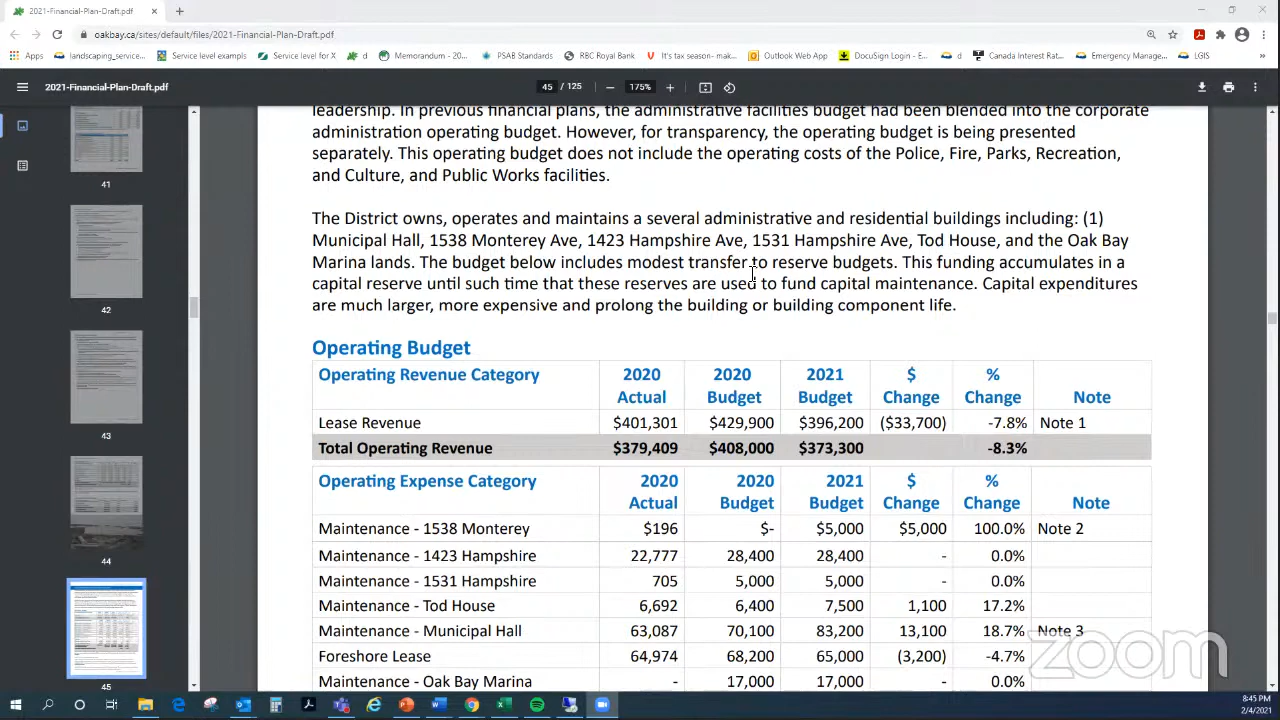 2021-Financial-Plan-Draft.pdf
oakbay.ca/sites/default/files/2021-Financial-Plan-Draft.pdf
Apps landscaping_service... Service level examples Service level for X d Memorandum - 20... PSAB Standards RBC Royal Bank It's tax season- mak... Outlook Web App DocuSign Login - E... d Canada Interest Rat... Emergency Manage... LGIS
2021-Financial-Plan-Draft.pdf 45 / 125 175%
leadership. In previous financial plans, the administrative facilities budget had been blended into the corporate
administration operating budget. However, for transparency, the operating budget is being presented
separately. This operating budget does not include the operating costs of the Police, Fire, Parks, Recreation,
and Culture, and Public Works facilities.
The District owns, operates and maintains a several administrative and residential buildings including: (1)
Municipal Hall, 1538 Monterey Ave, 1423 Hampshire Ave, 1531 Hampshire Ave, Tod House, and the Oak Bay
Marina lands. The budget below includes modest transfer to reserve budgets. This funding accumulates in a
capital reserve until such time that these reserves are used to fund capital maintenance. Capital expenditures
are much larger, more expensive and prolong the building or building component life.
Operating Budget
Operating Revenue Category 2020 2020 2021 $ %
Actual Budget Budget Change Change Note
Lease Revenue $401,301 $429,900 $396,200 ($33,700) -7.8% Note 1
Total Operating Revenue $379,409 $408,000 $373,300 -8.3%
Operating Expense Category 2020 2020 2021 $ %
Actual Budget Budget Change Change Note
Maintenance - 1538 Monterey $196 $- $5,000 $5,000 100.0% Note 2
Maintenance - 1423 Hampshire 22,777 28,400 28,400 - 0.0%
Maintenance - 1531 Hampshire 705 5,000 5,000 - 0.0%
Maintenance - Tod House 6,692 6,400 7,500 1,100 17.2%
Maintenance - Municipal Hall 63,087 70,100 83,200 13,100 18.7% Note 3
Foreshore Lease 64,974 68,200 65,000 (3,200) -4.7%
Maintenance - Oak Bay Marina - 17,000 17,000 - 0.0%
41
42
43
44
45
zoom
8:45 PM
2/4/2021